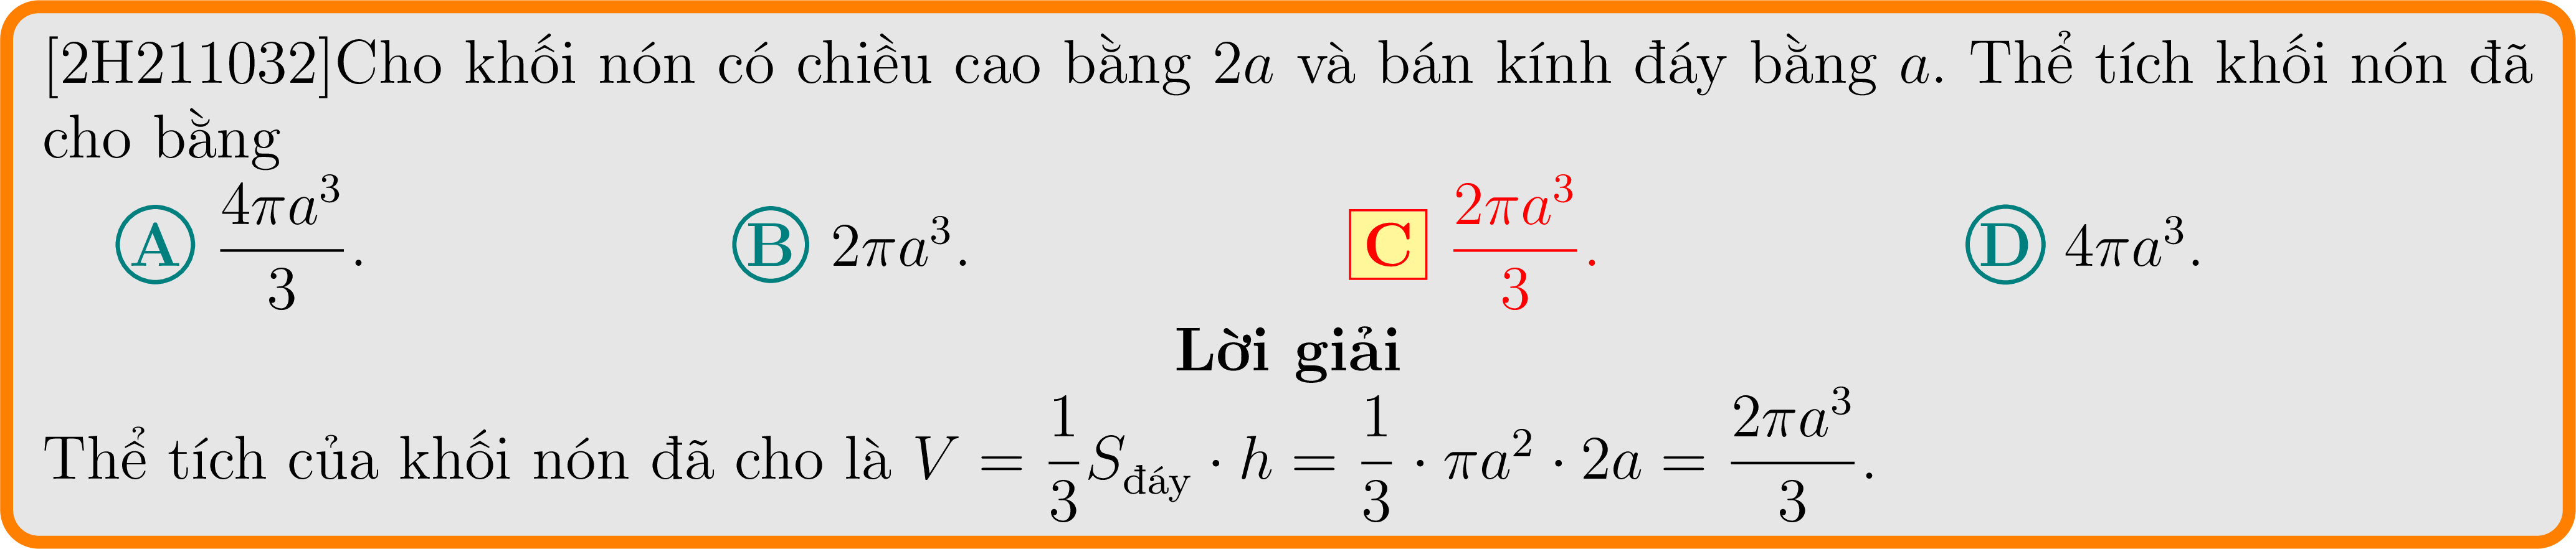 [2H211032]Cho khối nón có chiều cao bằng 2a và bán kính đáy bằng a. Thể tích khối nón đã
cho bằng
A $\frac{4\pi a^3}{3}$. B $2\pi a^3$. C $\frac{2\pi a^3}{3}$. D $4\pi a^3$.
Lời giải
Thể tích của khối nón đã cho là $V = \frac{1}{3} S_{\text{đáy}} \cdot h = \frac{1}{3} \cdot \pi a^2 \cdot 2a = \frac{2\pi a^3}{3}$.